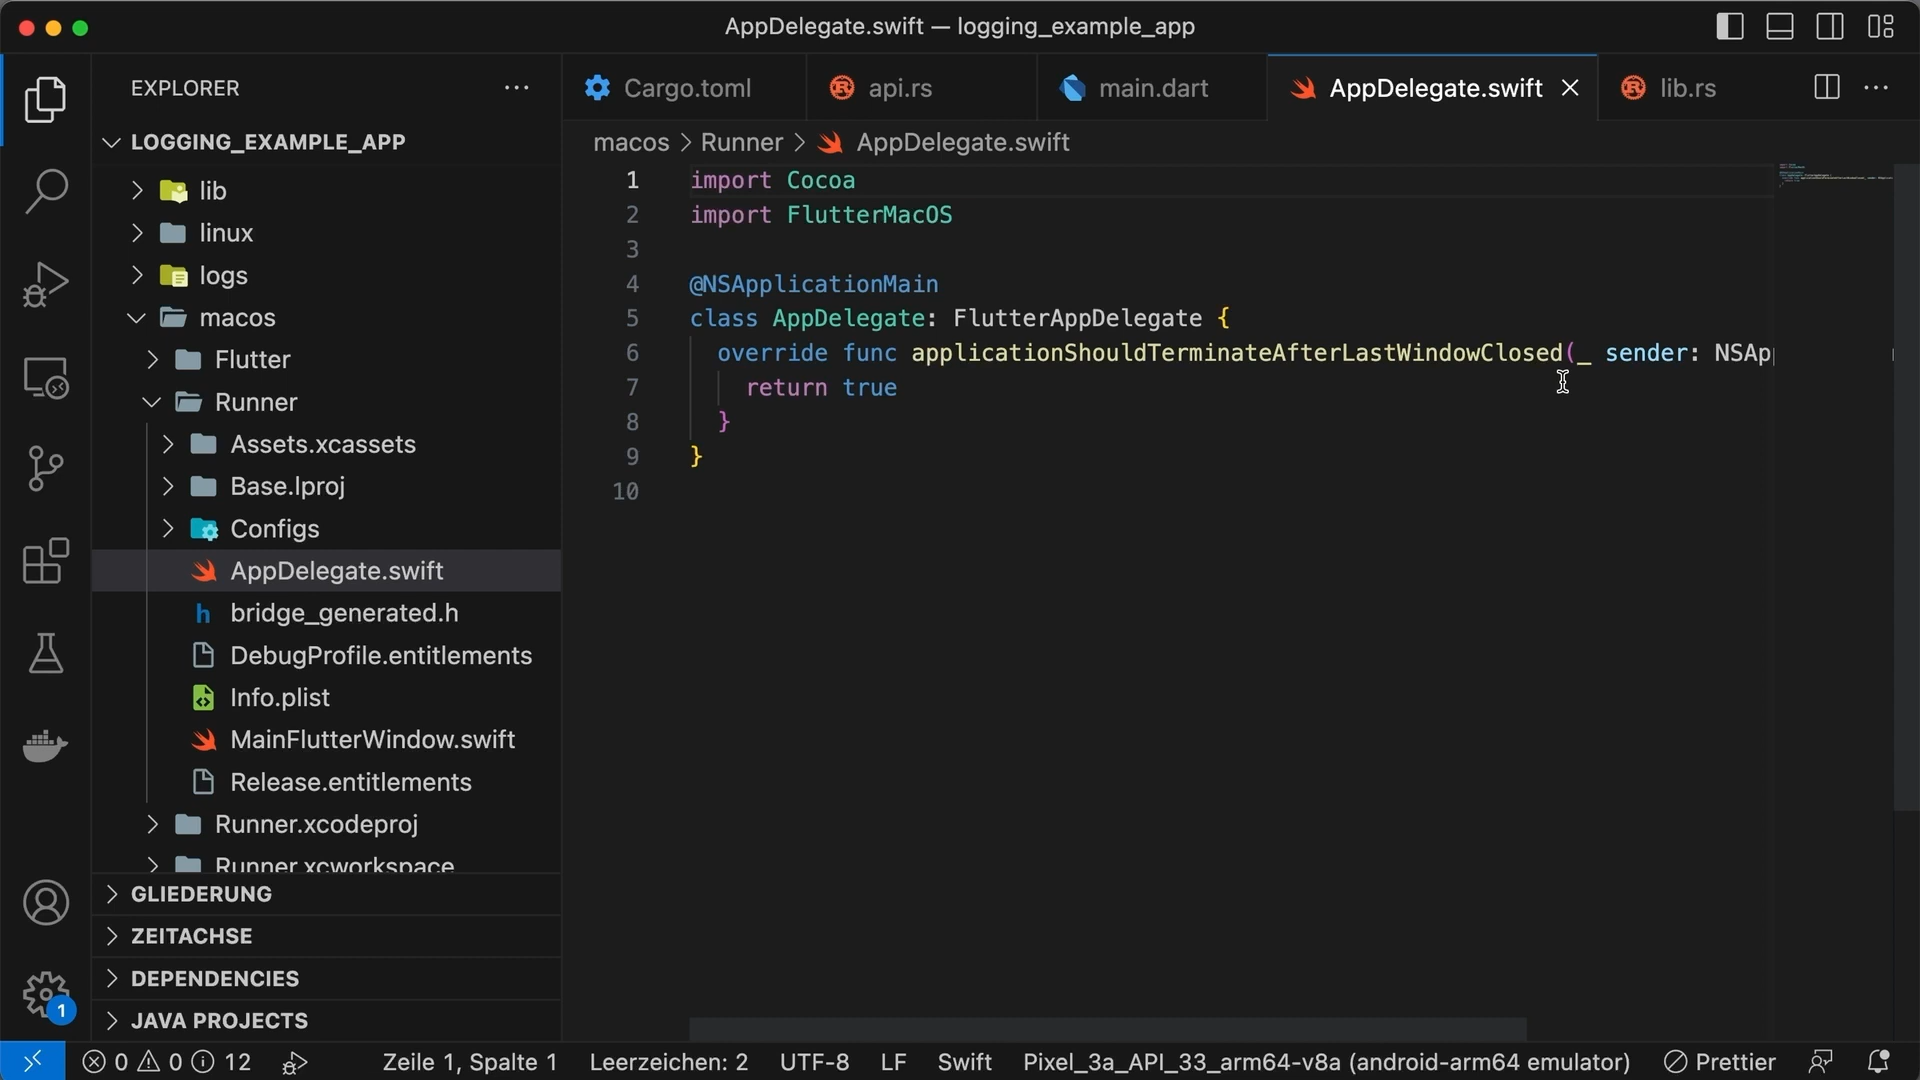 AppDelegate.swift — logging_example_app
EXPLORER
LOGGING_EXAMPLE_APP
lib
linux
logs
macos
Flutter
Runner
Assets.xcassets
Base.lproj
Configs
AppDelegate.swift
bridge_generated.h
DebugProfile.entitlements
Info.plist
MainFlutterWindow.swift
Release.entitlements
Runner.xcodeproj
Runner.xcworkspace
GLIEDERUNG
ZEITACHSE
DEPENDENCIES
JAVA PROJECTS
1
Cargo.toml
api.rs
main.dart
AppDelegate.swift
lib.rs
macos > Runner > AppDelegate.swift
1 import Cocoa
2 import FlutterMacOS
3
4 @NSApplicationMain
5 class AppDelegate: FlutterAppDelegate {
6 override func applicationShouldTerminateAfterLastWindowClosed(_ sender: NSAp
7 return true
8 }
9 }
10
0 0 12 Zeile 1, Spalte 1 Leerzeichen: 2 UTF-8 LF Swift Pixel_3a_API_33_arm64-v8a (android-arm64 emulator) Prettier